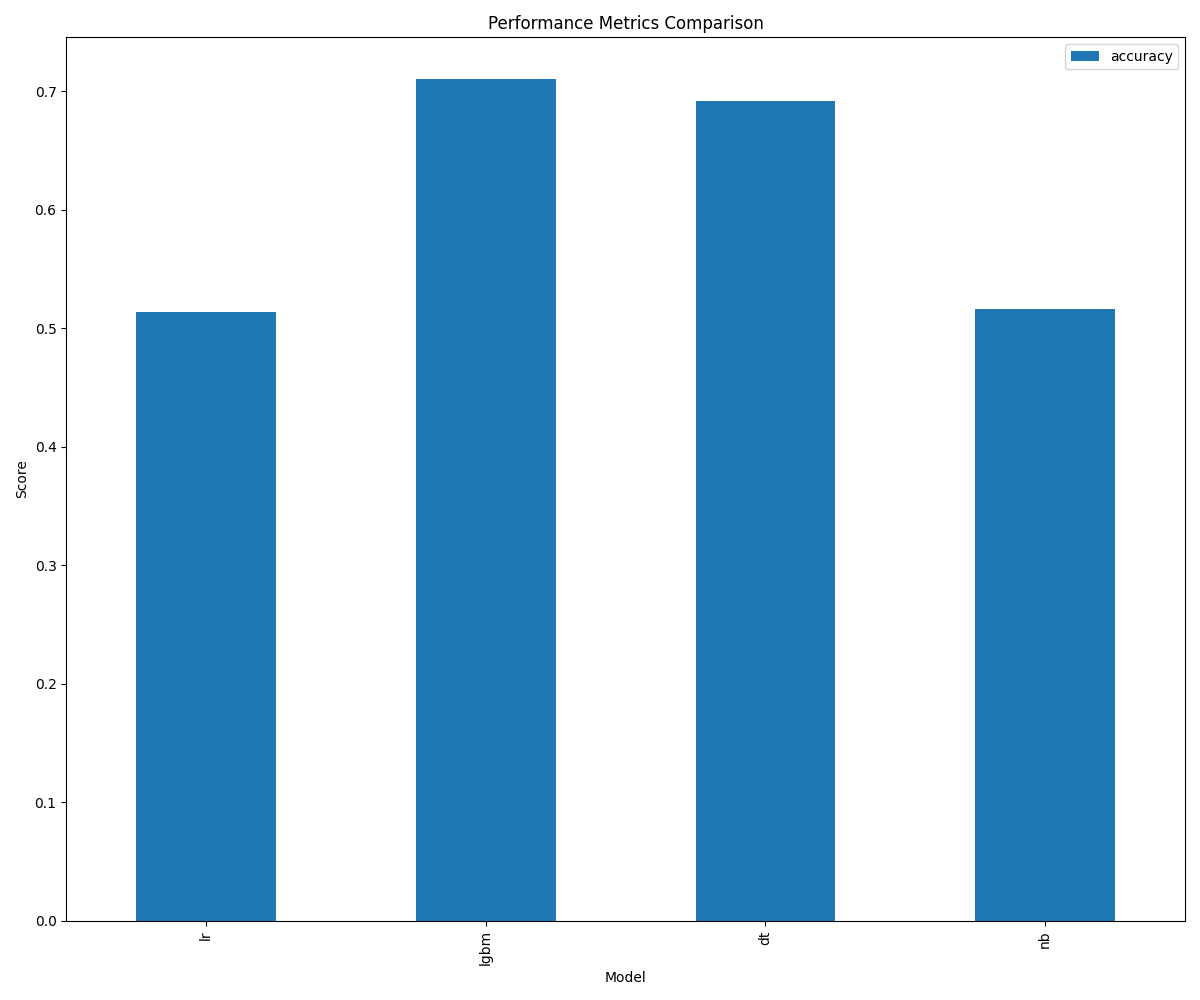 Performance Metrics Comparison
accuracy
0.7
0.6
0.5
0.4
0.3
0.2
0.1
0.0
Score
lr
lgbm
dt
nb
Model